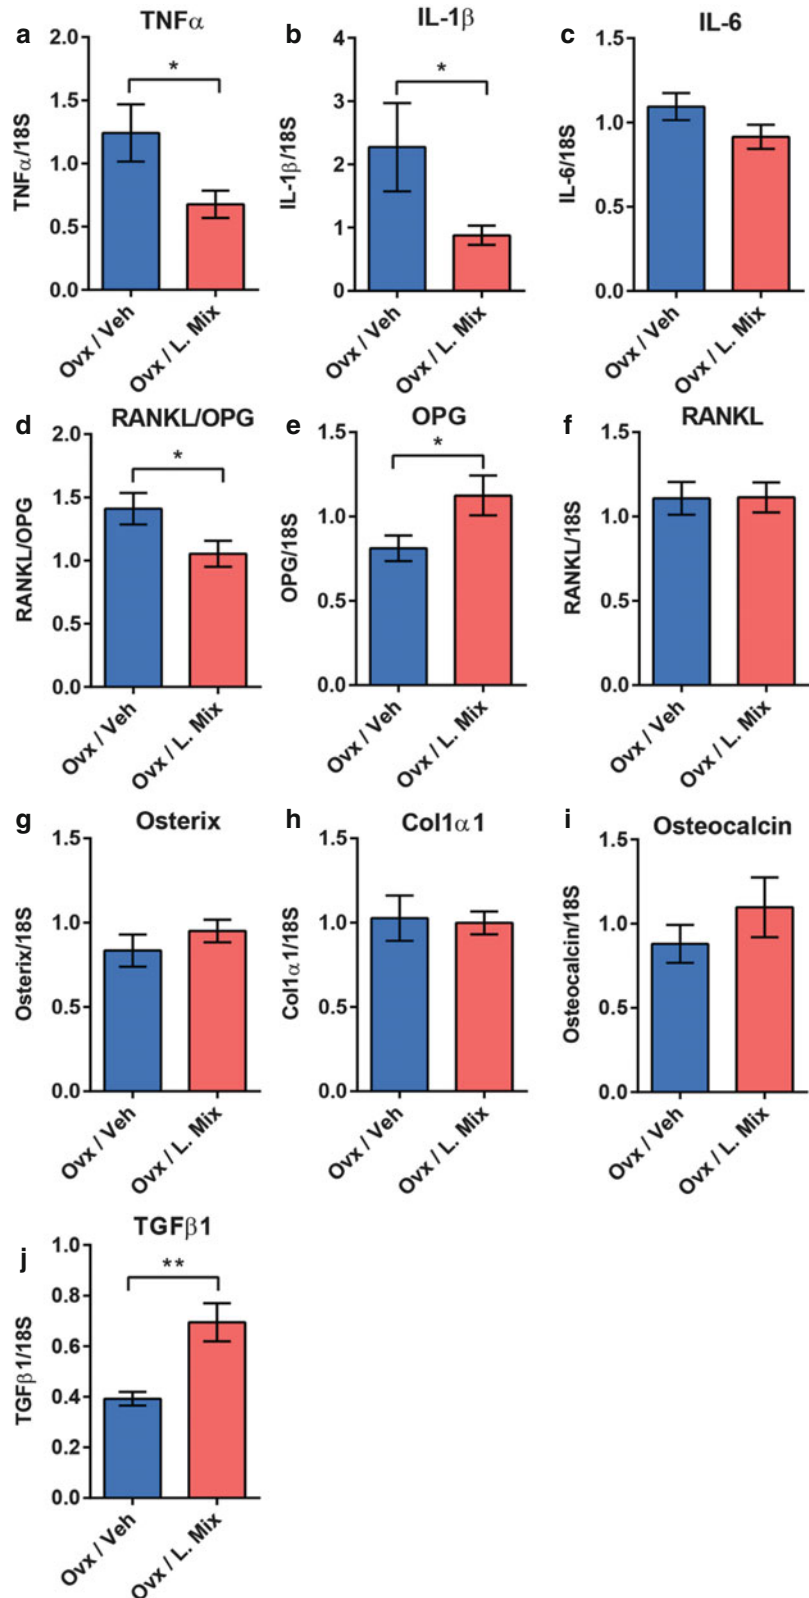 a
TNFα
TNFα/18S
2.0
1.5
1.0
0.5
0.0
*
Ovx / Veh
Ovx / L. Mix
b
IL-1β
IL-1β/18S
4
3
2
1
0
*
Ovx / Veh
Ovx / L. Mix
c
IL-6
IL-6/18S
1.5
1.0
0.5
0.0
Ovx / Veh
Ovx / L. Mix
d
RANKL/OPG
RANKL/OPG
2.0
1.5
1.0
0.5
0.0
*
Ovx / Veh
Ovx / L. Mix
e
OPG
OPG/18S
1.5
1.0
0.5
0.0
*
Ovx / Veh
Ovx / L. Mix
f
RANKL
RANKL/18S
1.5
1.0
0.5
0.0
Ovx / Veh
Ovx / L. Mix
g
Osterix
Osterix/18S
1.5
1.0
0.5
0.0
Ovx / Veh
Ovx / L. Mix
h
Col1α1
Col1α1/18S
1.5
1.0
0.5
0.0
Ovx / Veh
Ovx / L. Mix
i
Osteocalcin
Osteocalcin/18S
1.5
1.0
0.5
0.0
Ovx / Veh
Ovx / L. Mix
j
TGFβ1
TGFβ1/18S
1.0
0.8
0.6
0.4
0.2
0.0
**
Ovx / Veh
Ovx / L. Mix